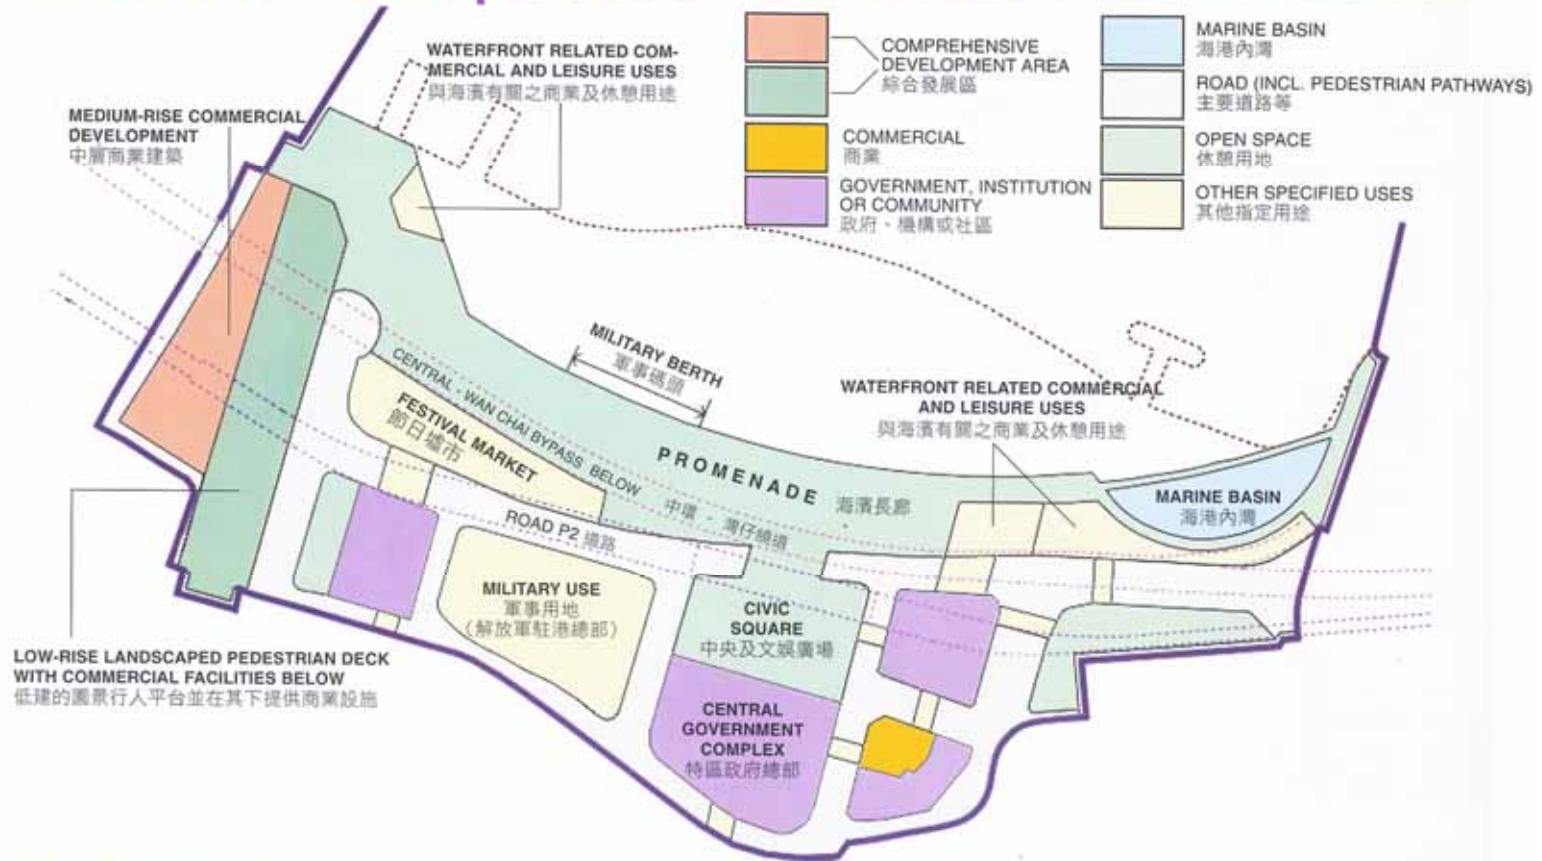 WATERFRONT RELATED COM-
MERCIAL AND LEISURE USES
與海濱有關之商業及休憩用途
MEDIUM-RISE COMMERCIAL
DEVELOPMENT
中層商業建築
COMPREHENSIVE
DEVELOPMENT AREA
綜合發展區
COMMERCIAL
商業
GOVERNMENT, INSTITUTION
OR COMMUNITY
政府、機構或社區
MARINE BASIN
海港內灣
ROAD (INCL. PEDESTRIAN PATHWAYS)
主要道路等
OPEN SPACE
休憩用地
OTHER SPECIFIED USES
其他指定用途
MILITARY BERTH
軍事碼頭
WATERFRONT RELATED COMMERCIAL
AND LEISURE USES
與海濱有關之商業及休憩用途
CENTRAL - WAN CHAI BYPASS BELOW 中環 - 灣仔繞道
FESTIVAL MARKET
節日墟市
PROMENADE 海濱長廊
MARINE BASIN
海港內灣
ROAD P2 道路
MILITARY USE
軍事用地
（解放軍駐港總部）
CIVIC
SQUARE
中央及文娛廣場
LOW-RISE LANDSCAPED PEDESTRIAN DECK
WITH COMMERCIAL FACILITIES BELOW
低建的園景行人平台並在其下提供商業設施
CENTRAL
GOVERNMENT
COMPLEX
特區政府總部